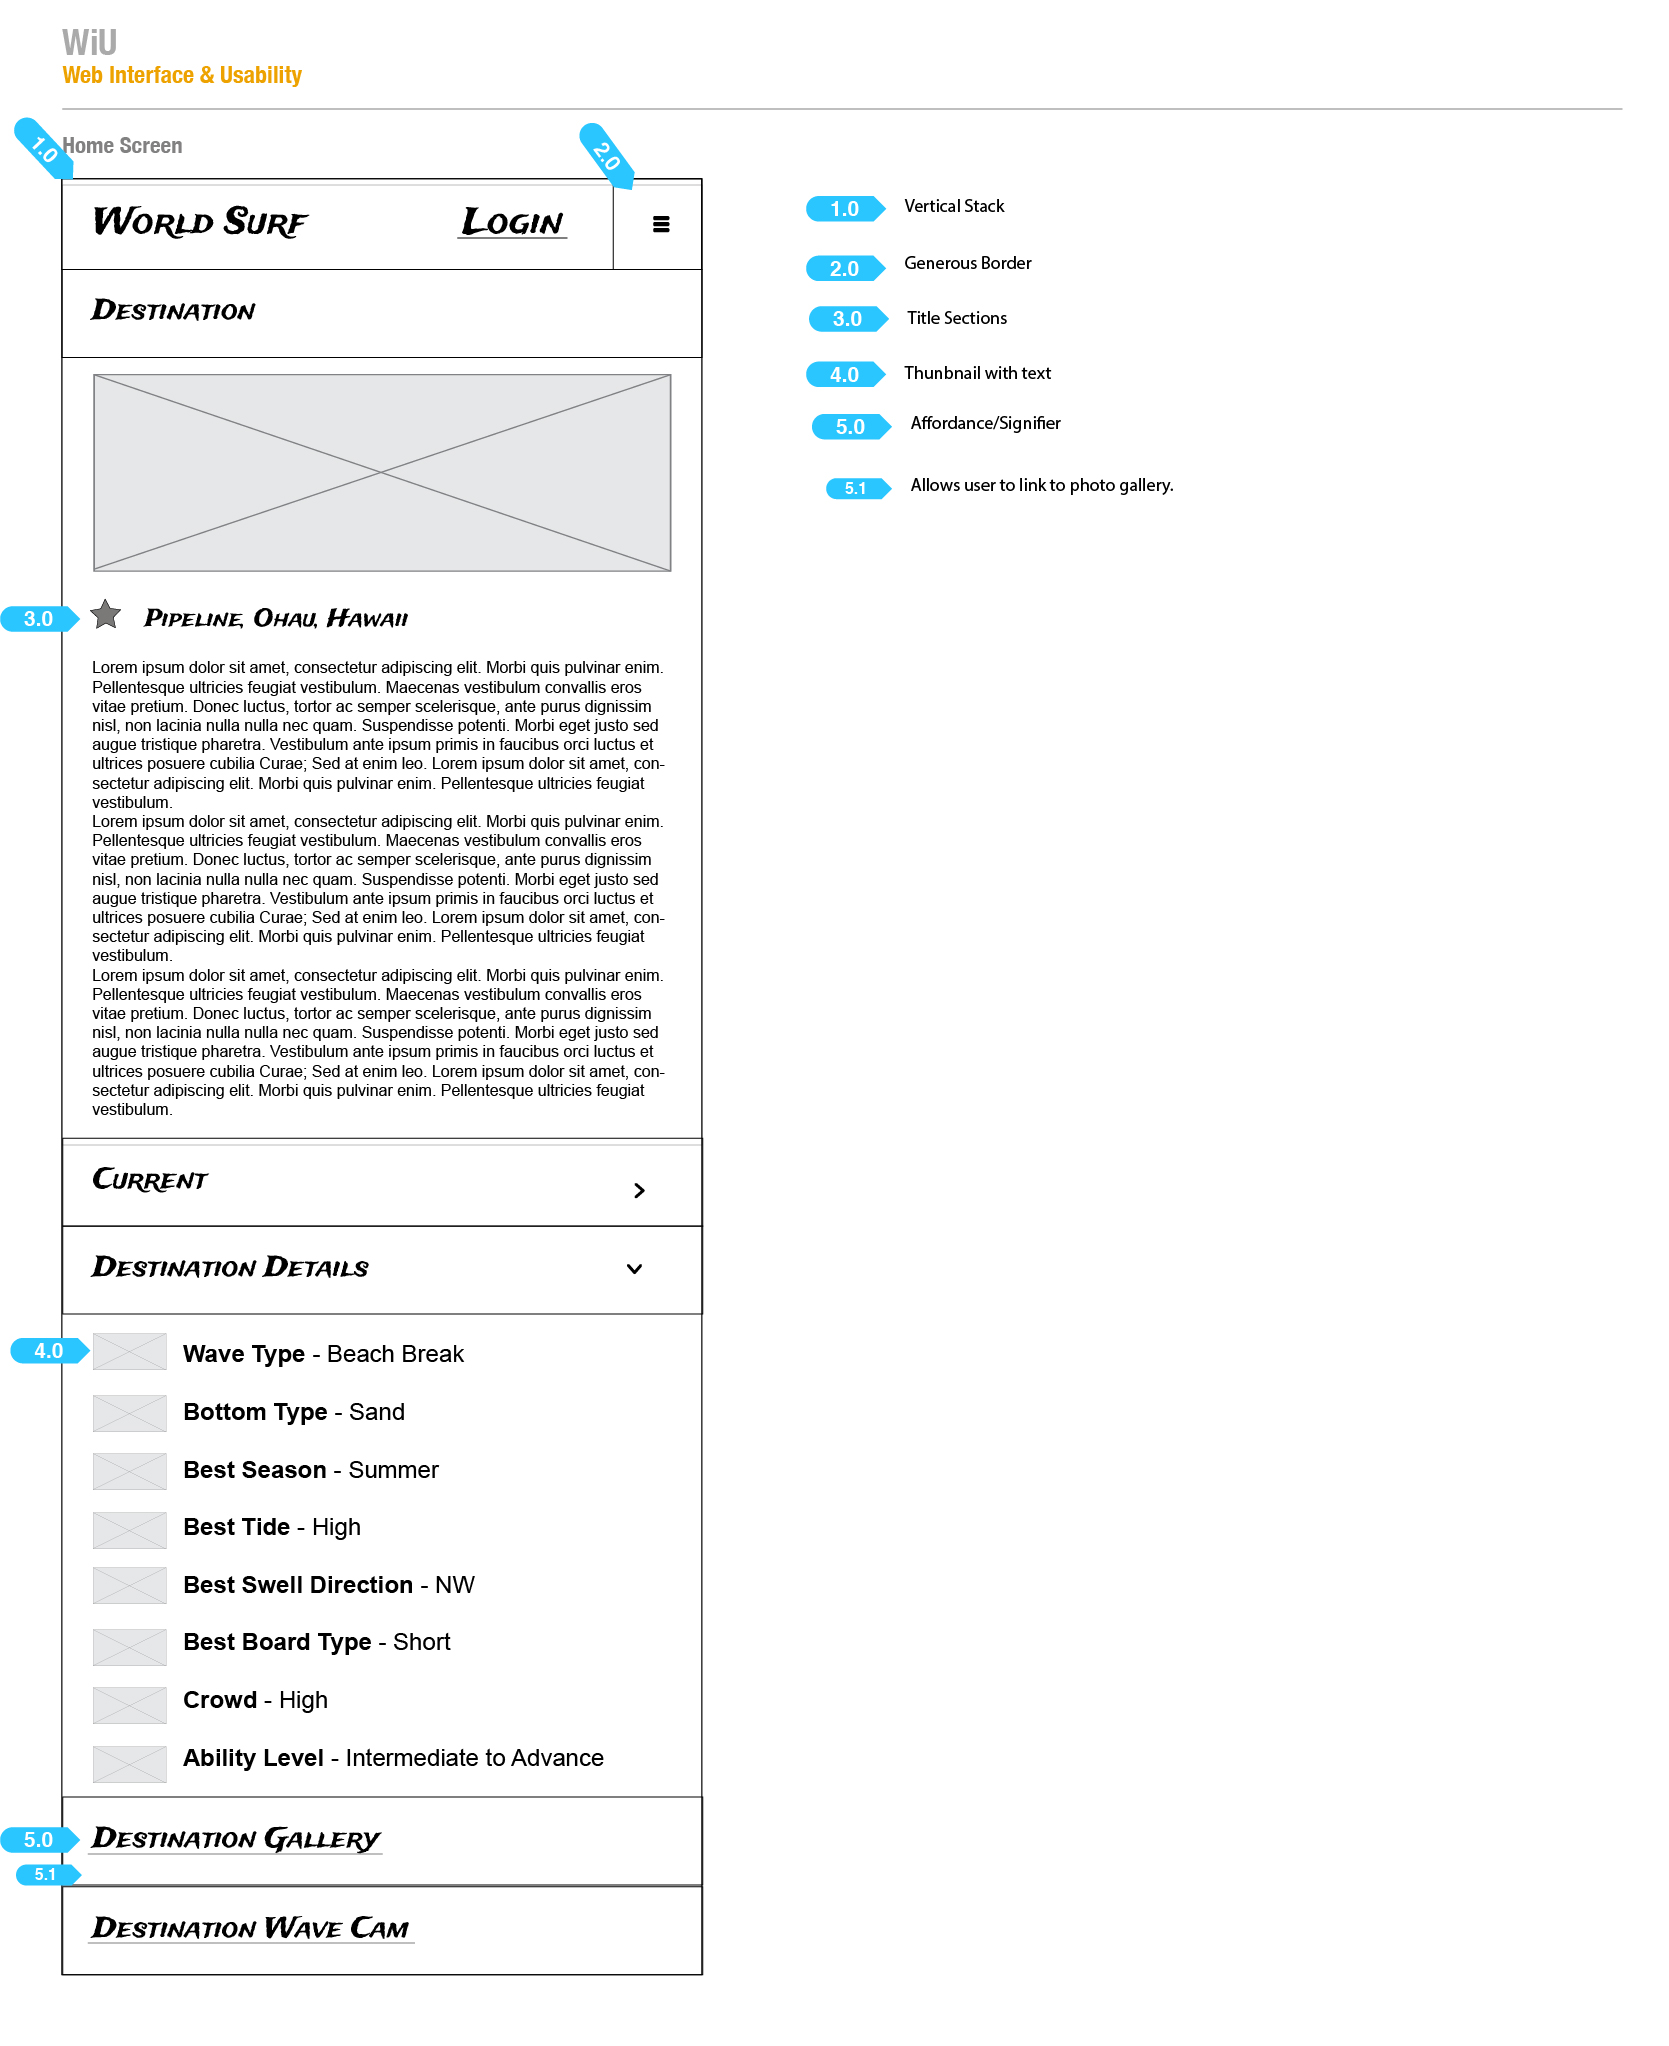 WiU
Web Interface & Usability
1.0
Home Screen
2.0
World Surf
Login
Destination
3.0
Pipeline, Ohau, Hawaii
Lorem ipsum dolor sit amet, consectetur adipiscing elit. Morbi quis pulvinar enim.
Pellentesque ultricies feugiat vestibulum. Maecenas vestibulum convallis eros
vitae pretium. Donec luctus, tortor ac semper scelerisque, ante purus dignissim
nisl, non lacinia nulla nulla nec quam. Suspendisse potenti. Morbi eget justo sed
augue tristique pharetra. Vestibulum ante ipsum primis in faucibus orci luctus et
ultrices posuere cubilia Curae; Sed at enim leo. Lorem ipsum dolor sit amet, con-
sectetur adipiscing elit. Morbi quis pulvinar enim. Pellentesque ultricies feugiat
vestibulum.
Lorem ipsum dolor sit amet, consectetur adipiscing elit. Morbi quis pulvinar enim.
Pellentesque ultricies feugiat vestibulum. Maecenas vestibulum convallis eros
vitae pretium. Donec luctus, tortor ac semper scelerisque, ante purus dignissim
nisl, non lacinia nulla nulla nec quam. Suspendisse potenti. Morbi eget justo sed
augue tristique pharetra. Vestibulum ante ipsum primis in faucibus orci luctus et
ultrices posuere cubilia Curae; Sed at enim leo. Lorem ipsum dolor sit amet, con-
sectetur adipiscing elit. Morbi quis pulvinar enim. Pellentesque ultricies feugiat
vestibulum.
Lorem ipsum dolor sit amet, consectetur adipiscing elit. Morbi quis pulvinar enim.
Pellentesque ultricies feugiat vestibulum. Maecenas vestibulum convallis eros
vitae pretium. Donec luctus, tortor ac semper scelerisque, ante purus dignissim
nisl, non lacinia nulla nulla nec quam. Suspendisse potenti. Morbi eget justo sed
augue tristique pharetra. Vestibulum ante ipsum primis in faucibus orci luctus et
ultrices posuere cubilia Curae; Sed at enim leo. Lorem ipsum dolor sit amet, con-
sectetur adipiscing elit. Morbi quis pulvinar enim. Pellentesque ultricies feugiat
vestibulum.
Current
Destination Details
4.0
Wave Type - Beach Break
Bottom Type - Sand
Best Season - Summer
Best Tide - High
Best Swell Direction - NW
Best Board Type - Short
Crowd - High
Ability Level - Intermediate to Advance
5.0
Destination Gallery
5.1
Destination Wave Cam
1.0 Vertical Stack
2.0 Generous Border
3.0 Title Sections
4.0 Thunbnail with text
5.0 Affordance/Signifier
5.1 Allows user to link to photo gallery.